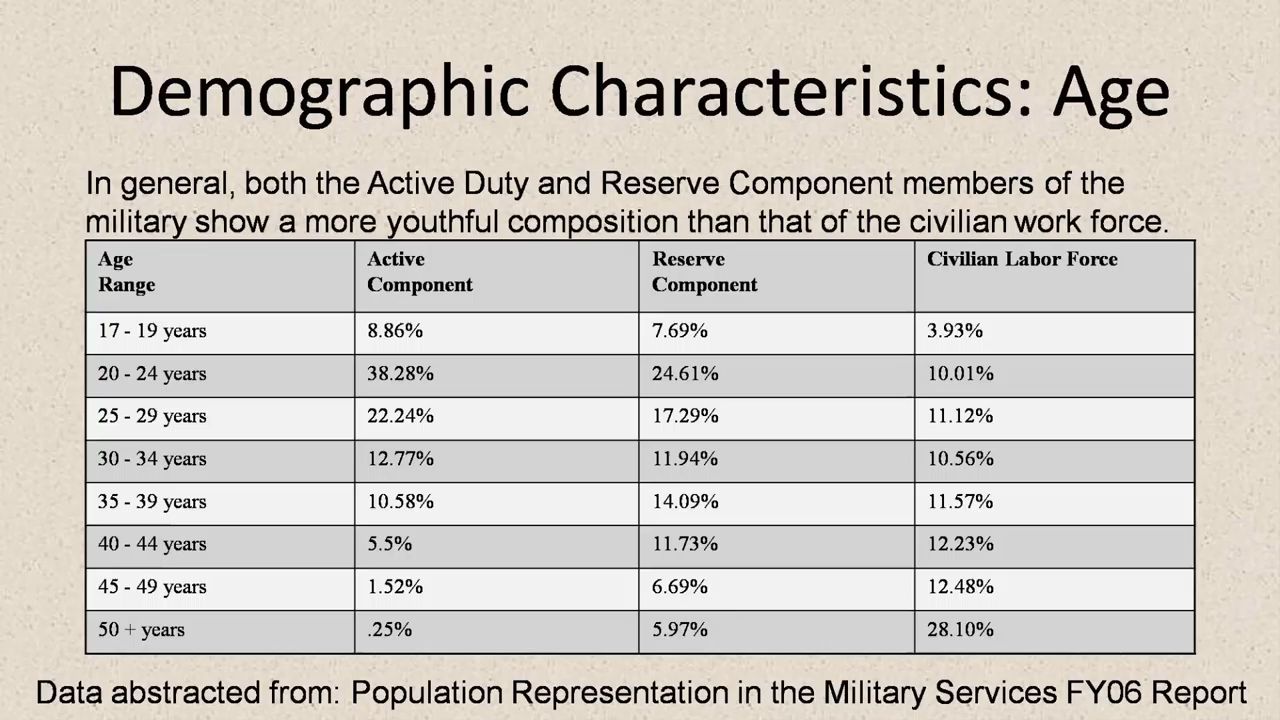 Demographic Characteristics: Age
In general, both the Active Duty and Reserve Component members of the
military show a more youthful composition than that of the civilian work force.
Age Range | Active Component | Reserve Component | Civilian Labor Force
17 - 19 years | 8.86% | 7.69% | 3.93%
20 - 24 years | 38.28% | 24.61% | 10.01%
25 - 29 years | 22.24% | 17.29% | 11.12%
30 - 34 years | 12.77% | 11.94% | 10.56%
35 - 39 years | 10.58% | 14.09% | 11.57%
40 - 44 years | 5.5% | 11.73% | 12.23%
45 - 49 years | 1.52% | 6.69% | 12.48%
50 + years | .25% | 5.97% | 28.10%
Data abstracted from: Population Representation in the Military Services FY06 Report